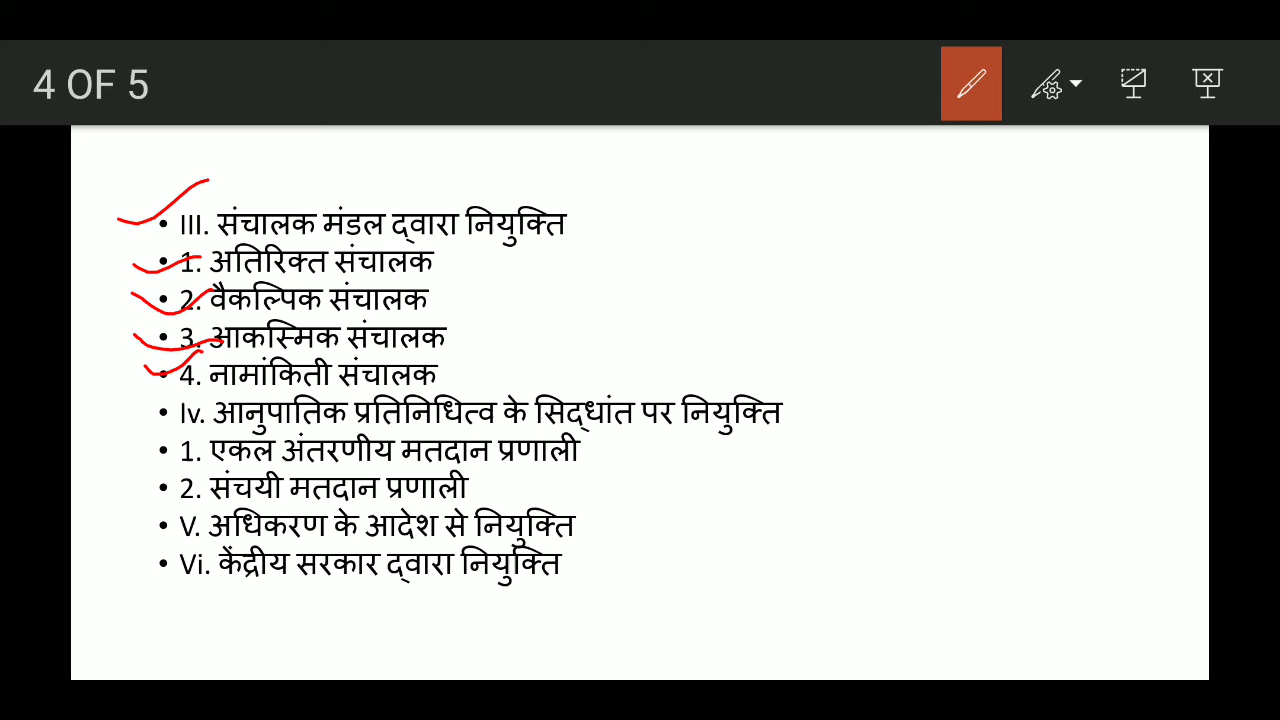 4 OF 5
• III. संचालक मंडल द्वारा नियुक्ति
• 1. अतिरिक्त संचालक
• 2. वैकल्पिक संचालक
• 3. आकस्मिक संचालक
• 4. नामांकिती संचालक
• Iv. आनुपातिक प्रतिनिधित्व के सिद्धांत पर नियुक्ति
• 1. एकल अंतरणीय मतदान प्रणाली
• 2. संचयी मतदान प्रणाली
• V. अधिकरण के आदेश से नियुक्ति
• Vi. केंद्रीय सरकार द्वारा नियुक्ति